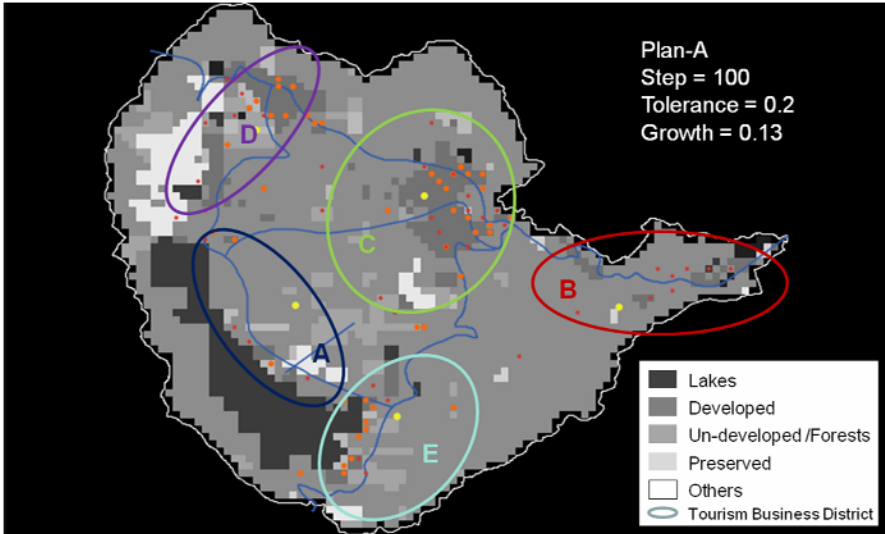 Plan-A
Step = 100
Tolerance = 0.2
Growth = 0.13
D
C
B
A
E
Lakes
Developed
Un-developed /Forests
Preserved
Others
Tourism Business District